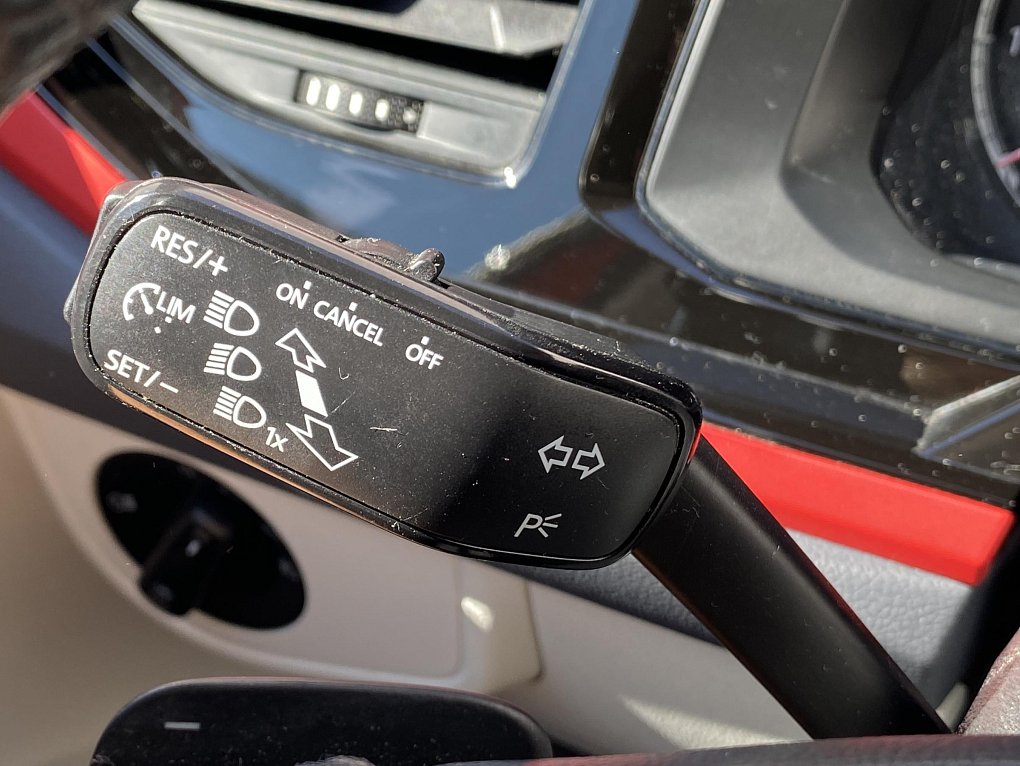 RES/+
ON CANCEL OFF
LIM
SET/−
1x
P